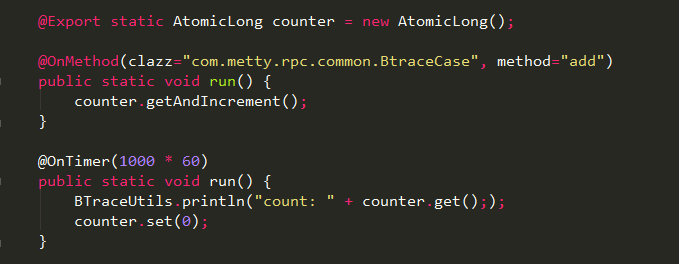 @Export static AtomicLong counter = new AtomicLong();
@OnMethod(clazz="com.metty.rpc.common.BtraceCase", method="add")
public static void run() {
counter.getAndIncrement();
}
@OnTimer(1000 * 60)
public static void run() {
BTraceUtils.println("count: " + counter.get(););
counter.set(0);
}